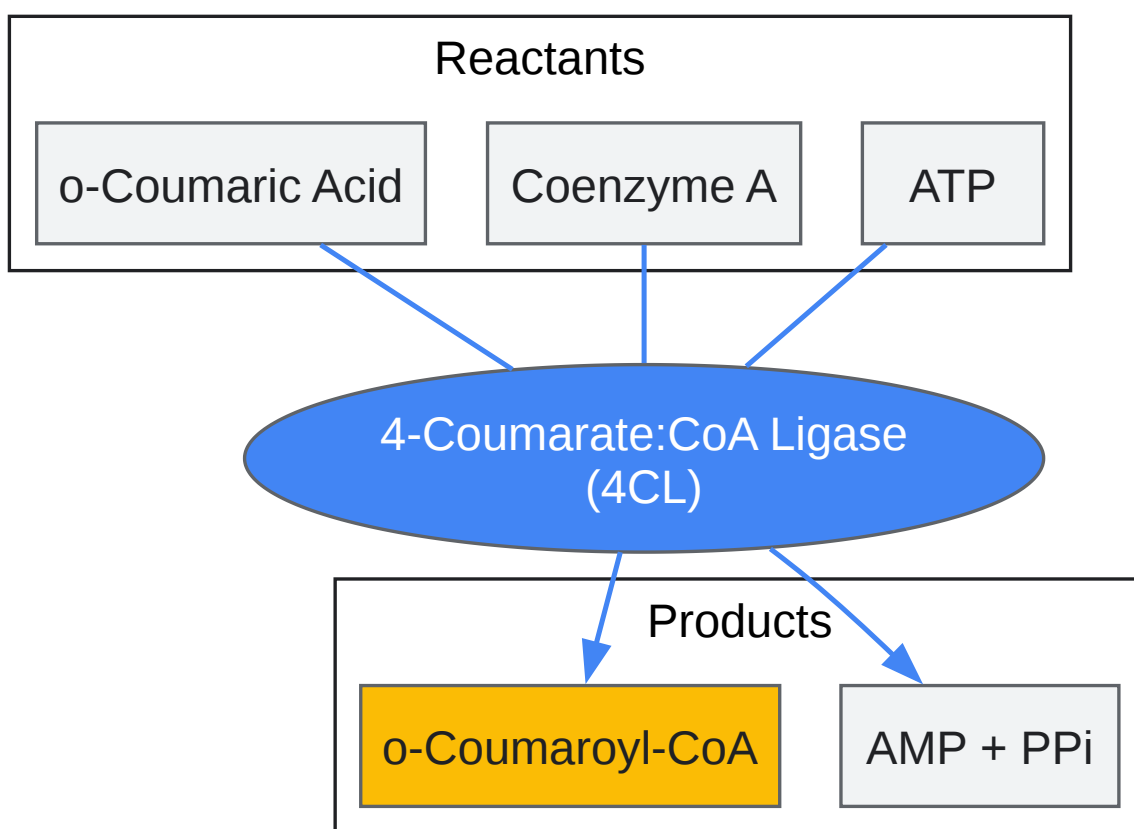 Reactants
o-Coumaric Acid
Coenzyme A
ATP
4-Coumarate:CoA Ligase
(4CL)
Products
o-Coumaroyl-CoA
AMP + PPi